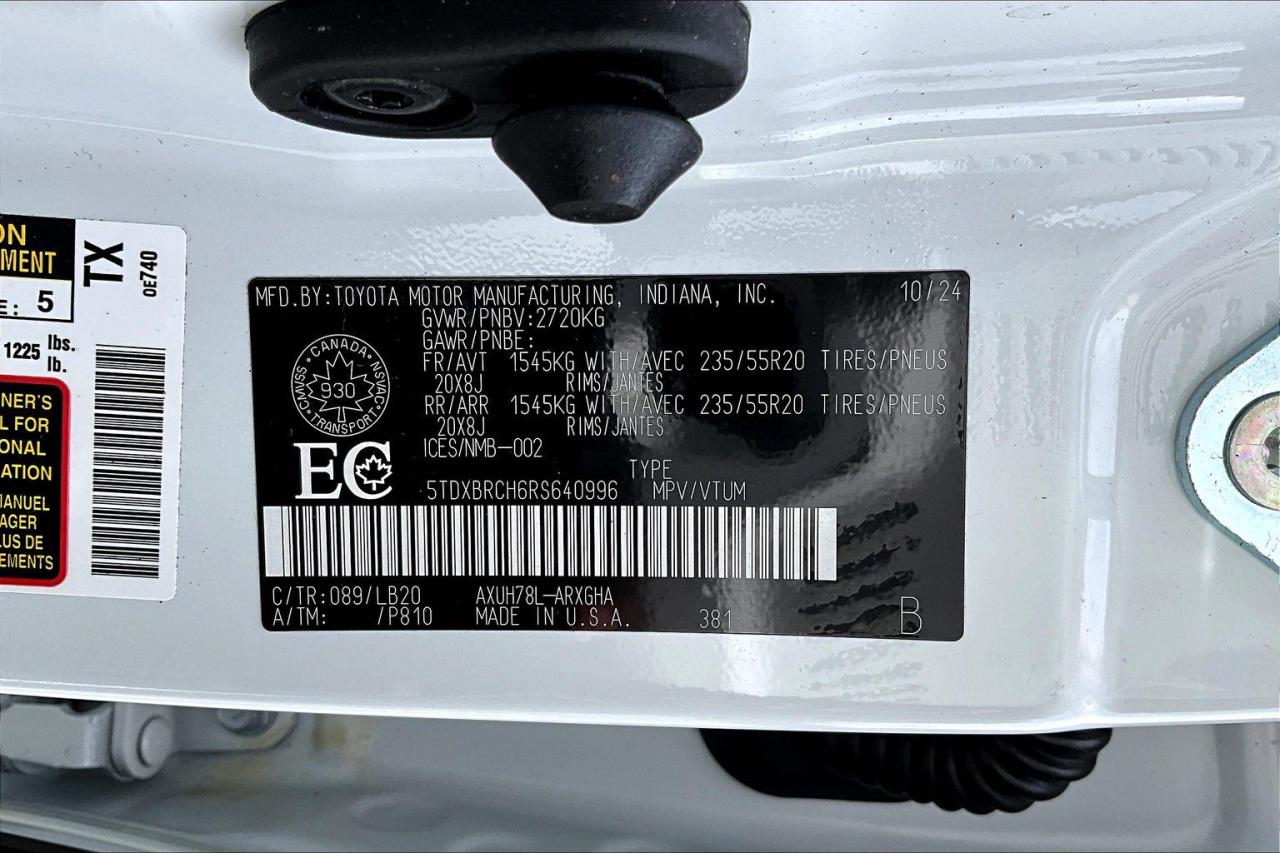 ON
MENT
E: 5
1225 lbs.
lb.
NER'S
L FOR
ONAL
ATION
MANUEL
AGER
LUS DE
EMENTS
TX
0E740
MFD.BY:TOYOTA MOTOR MANUFACTURING, INDIANA, INC. 10/24
GVWR/PNBV:2720KG
GAWR/PNBE:
FR/AVT 1545KG WITH/AVEC 235/55R20 TIRES/PNEUS
20X8J RIMS/JANTES
RR/ARR 1545KG WITH/AVEC 235/55R20 TIRES/PNEUS
20X8J RIMS/JANTES
ICES/NMB-002
CANADA
CMVSS NSVAC
930
TRANSPORT
EC
TYPE
5TDXBRCH6RS640996 MPV/VTUM
C/TR:089/LB20 AXUH78L-ARXGHA
A/TM: /P810 MADE IN U.S.A. 381 B